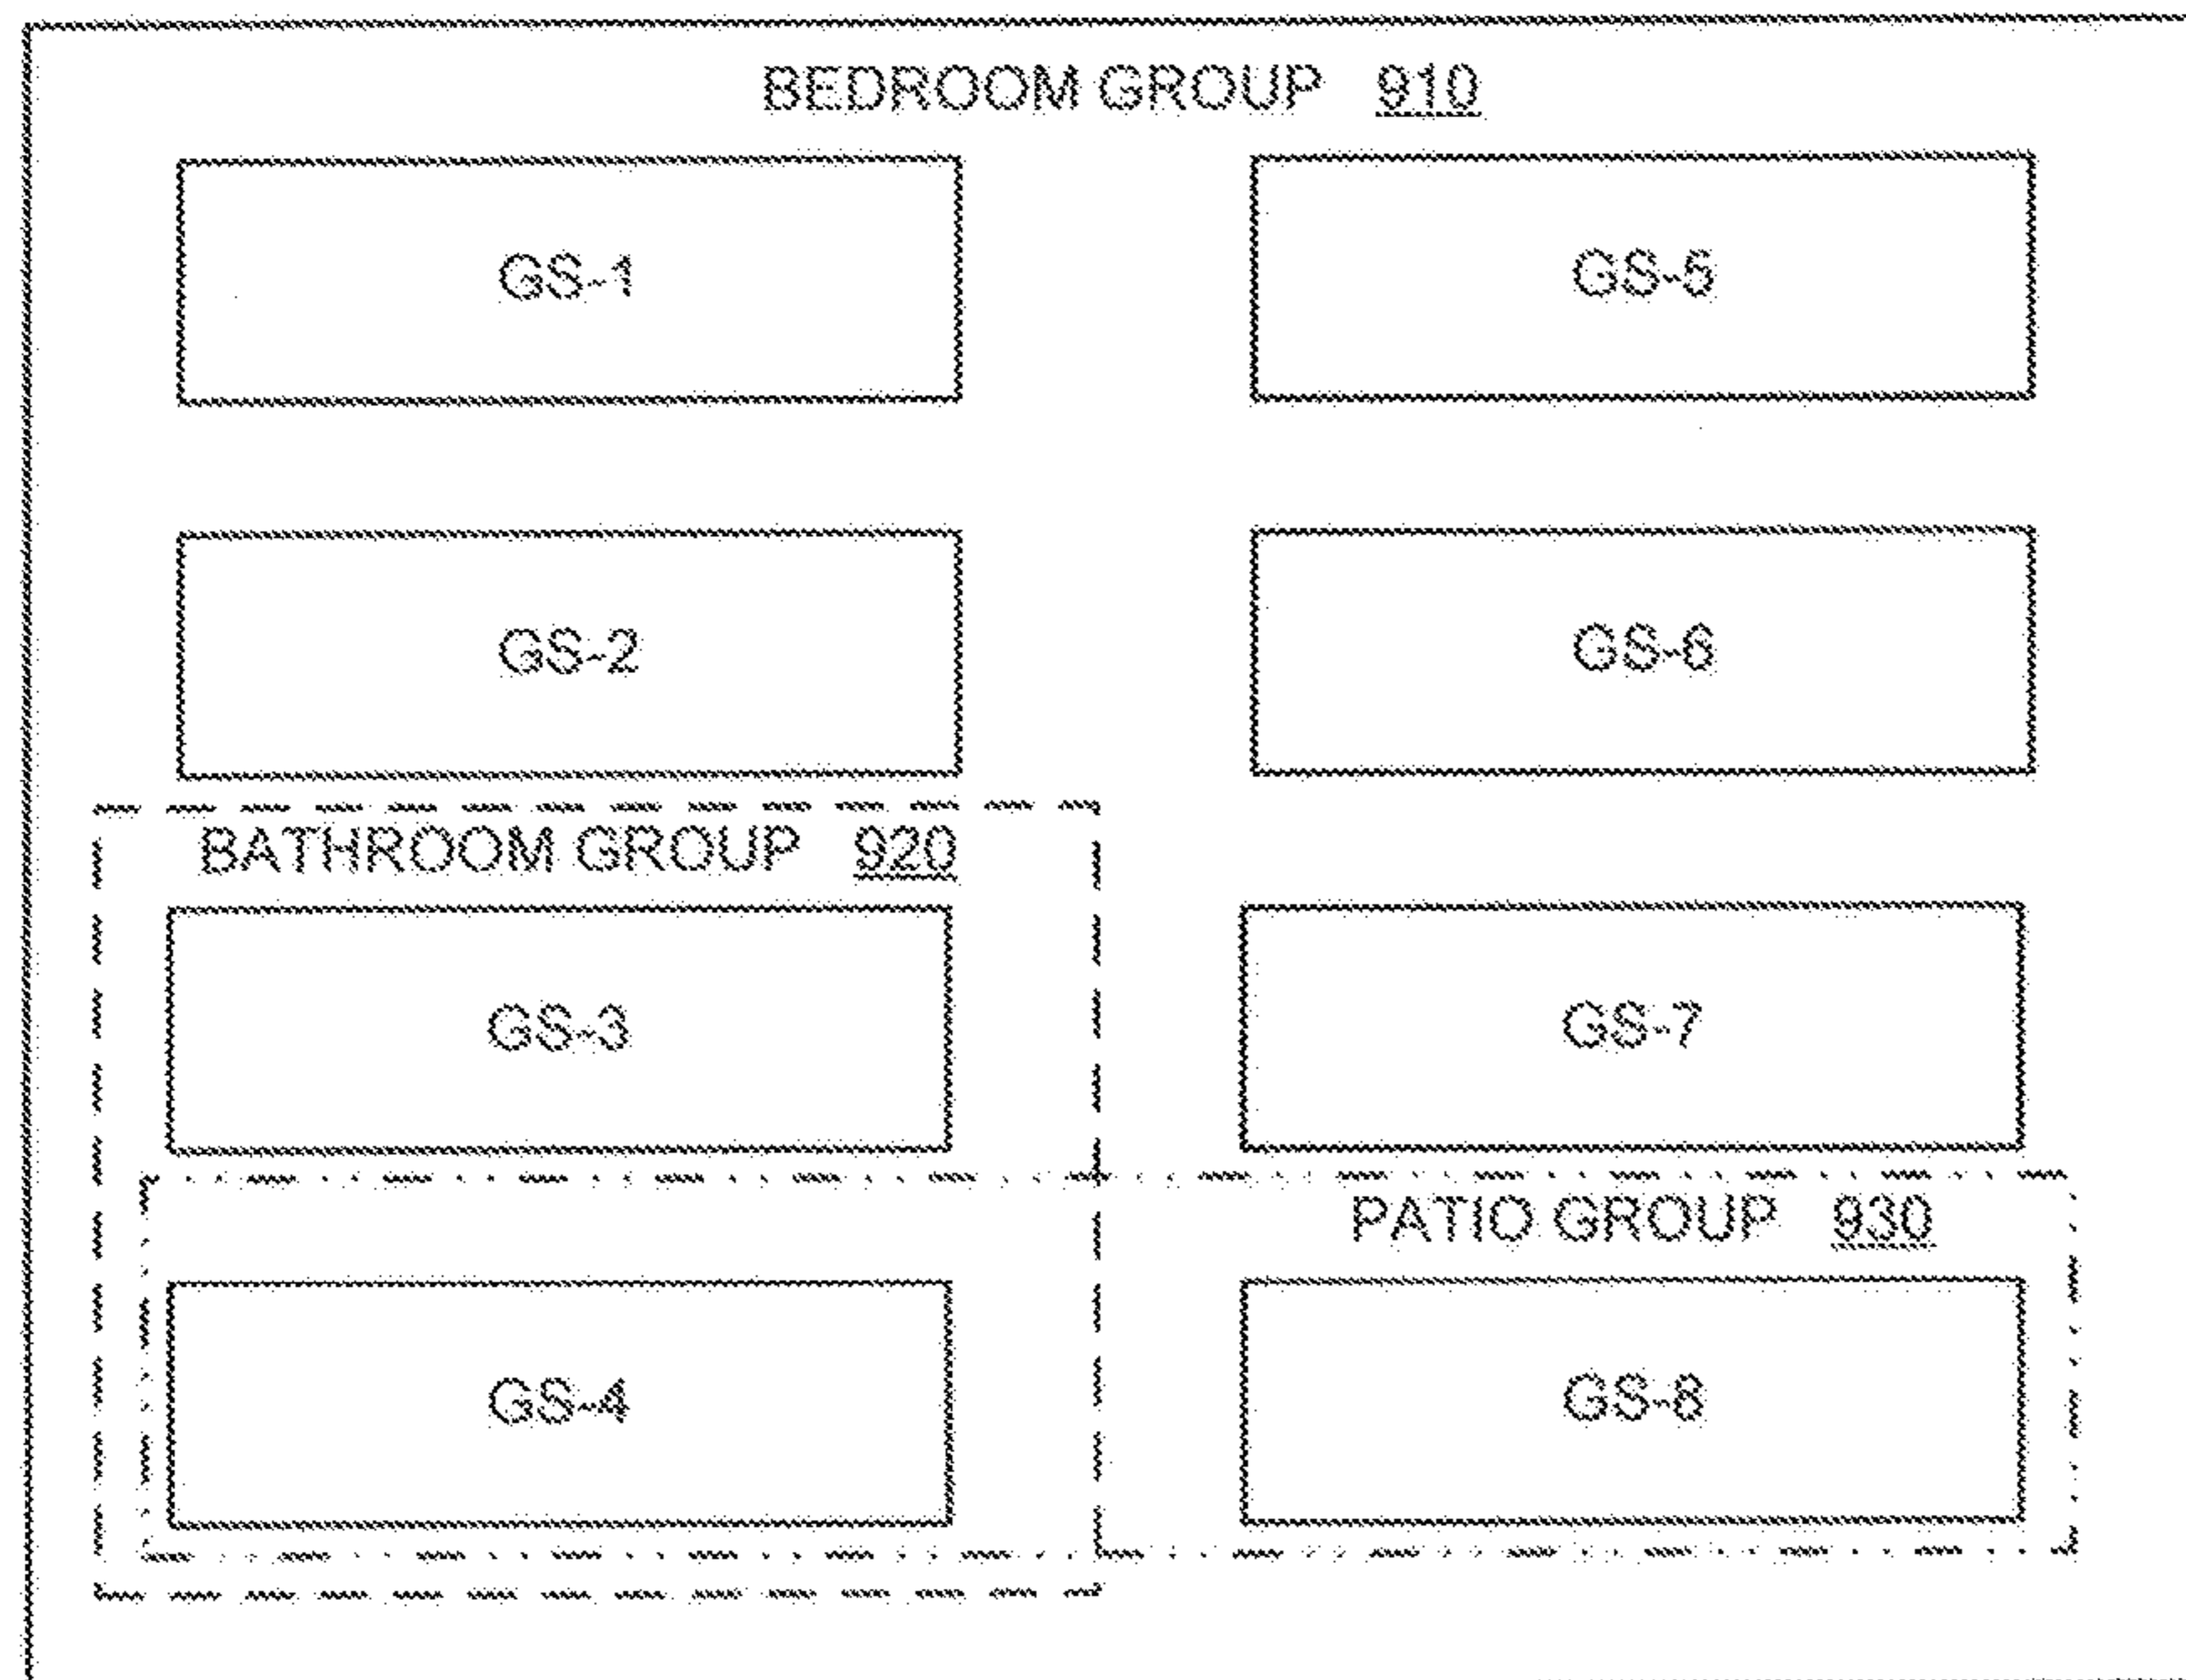 BEDROOM GROUP 910
GS-1
GS-5
GS-2
GS-6
BATHROOM GROUP 920
GS-3
GS-7
PATIO GROUP 930
GS-4
GS-8